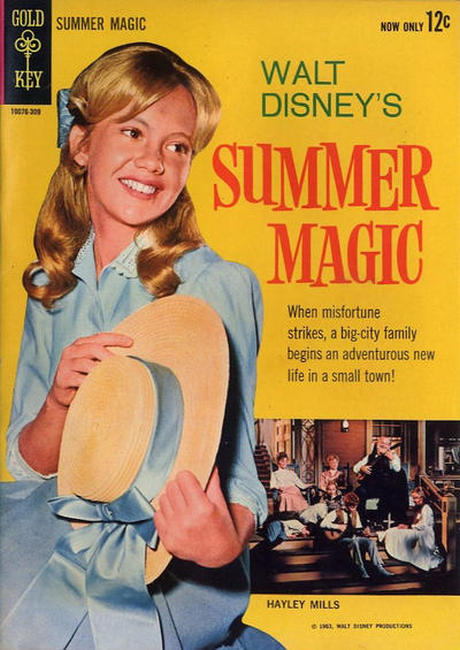 GOLD
KEY
10076-309
SUMMER MAGIC
NOW ONLY 12c
WALT
DISNEY'S
SUMMER
MAGIC
When misfortune
strikes, a big-city family
begins an adventurous new
life in a small town!
HAYLEY MILLS
© 1963, WALT DISNEY PRODUCTIONS